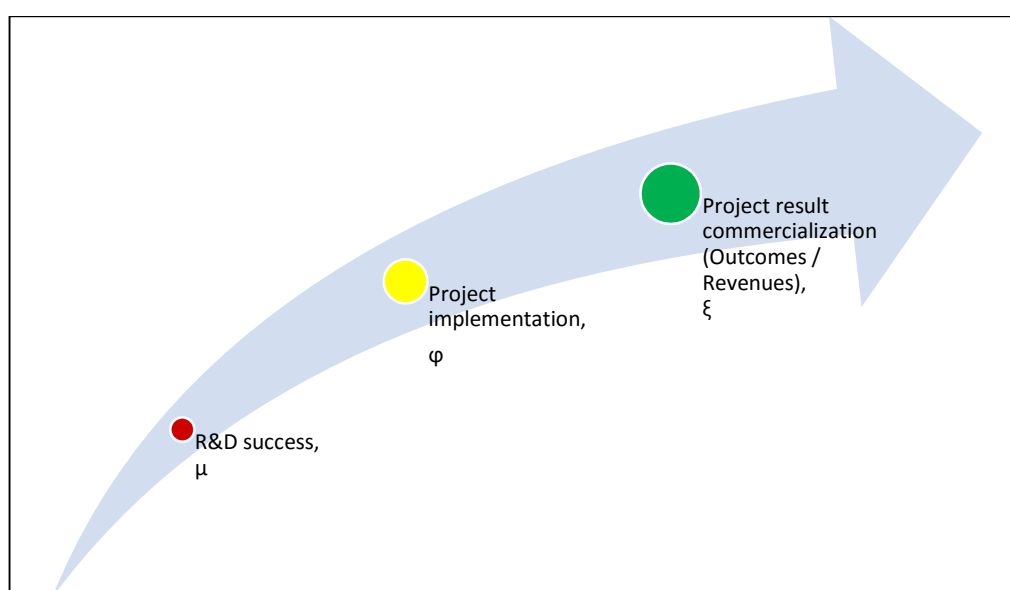 R&D success,
μ
Project
implementation,
φ
Project result
commercialization
(Outcomes /
Revenues),
ξ